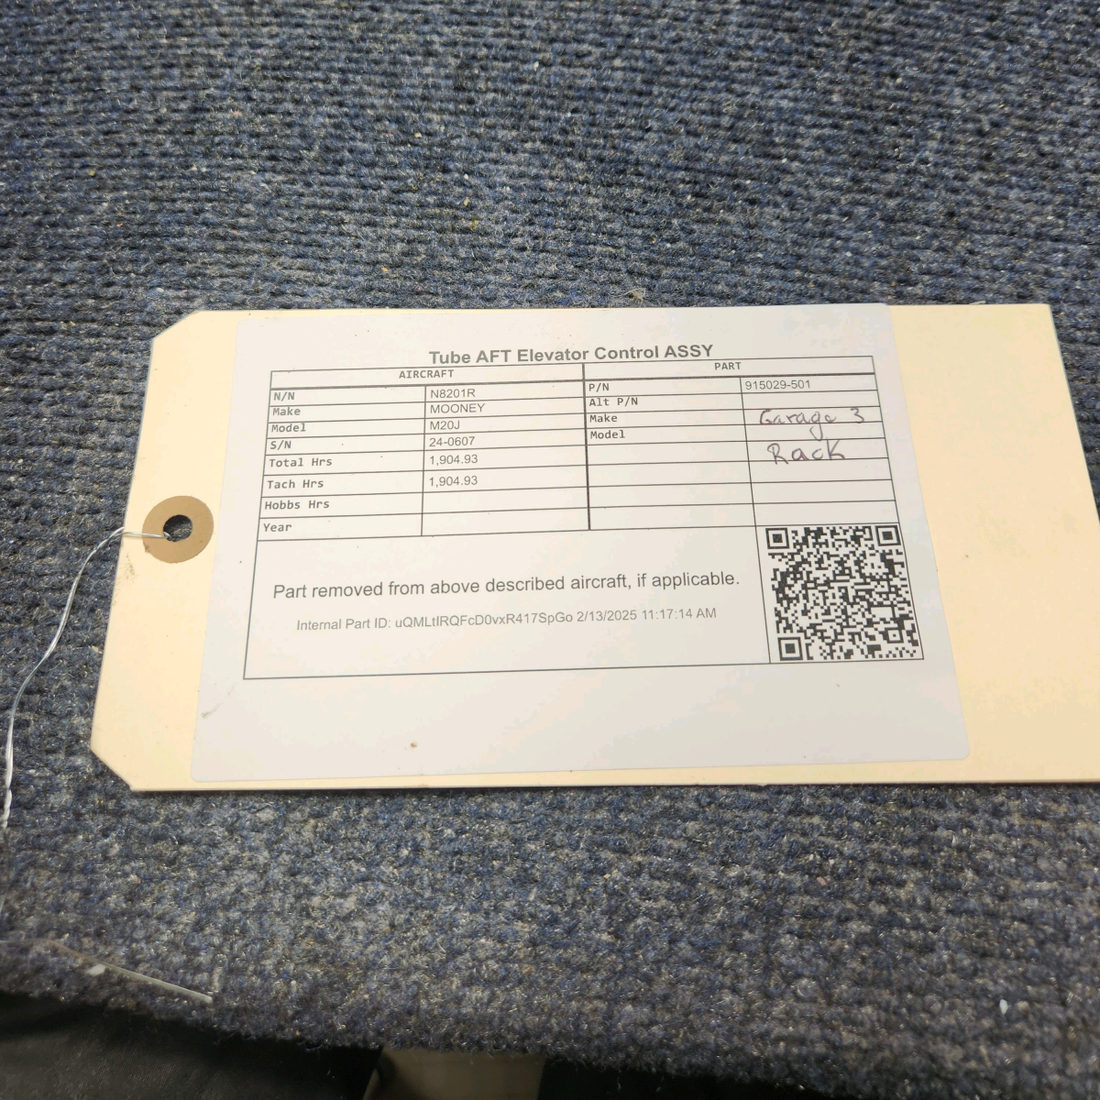 Tube AFT Elevator Control ASSY
AIRCRAFT PART
N/N N8201R P/N 915029-501
Make MOONEY Alt P/N
Model M20J Make Garage 3
S/N 24-0607 Model Rack
Total Hrs 1,904.93
Tach Hrs 1,904.93
Hobbs Hrs
Year
Part removed from above described aircraft, if applicable.
Internal Part ID: uQMLtIRQFcD0vxR417SpGo 2/13/2025 11:17:14 AM